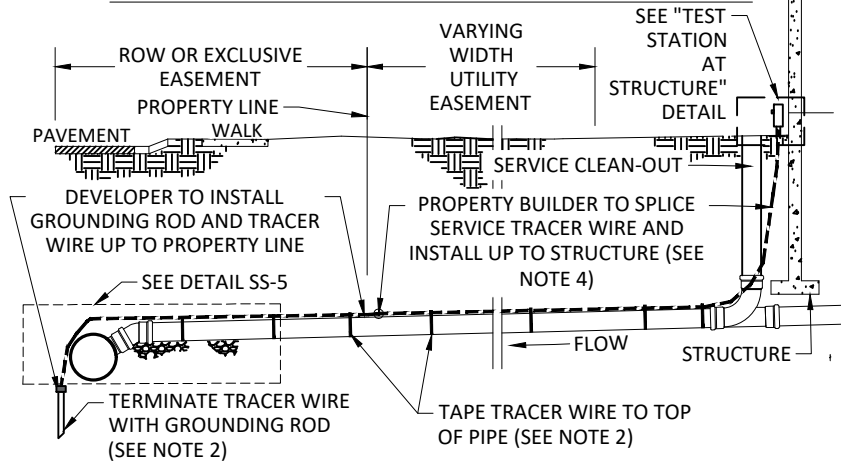 ROW OR EXCLUSIVE
EASEMENT
VARYING
WIDTH
UTILITY
EASEMENT
SEE "TEST
STATION
AT
STRUCTURE"
DETAIL
PROPERTY LINE
WALK
PAVEMENT
SERVICE CLEAN-OUT
DEVELOPER TO INSTALL
GROUNDING ROD AND TRACER
WIRE UP TO PROPERTY LINE
PROPERTY BUILDER TO SPLICE
SERVICE TRACER WIRE AND
INSTALL UP TO STRUCTURE (SEE
NOTE 4)
SEE DETAIL SS-5
FLOW
STRUCTURE
TERMINATE TRACER WIRE
WITH GROUNDING ROD
(SEE NOTE 2)
TAPE TRACER WIRE TO TOP
OF PIPE (SEE NOTE 2)